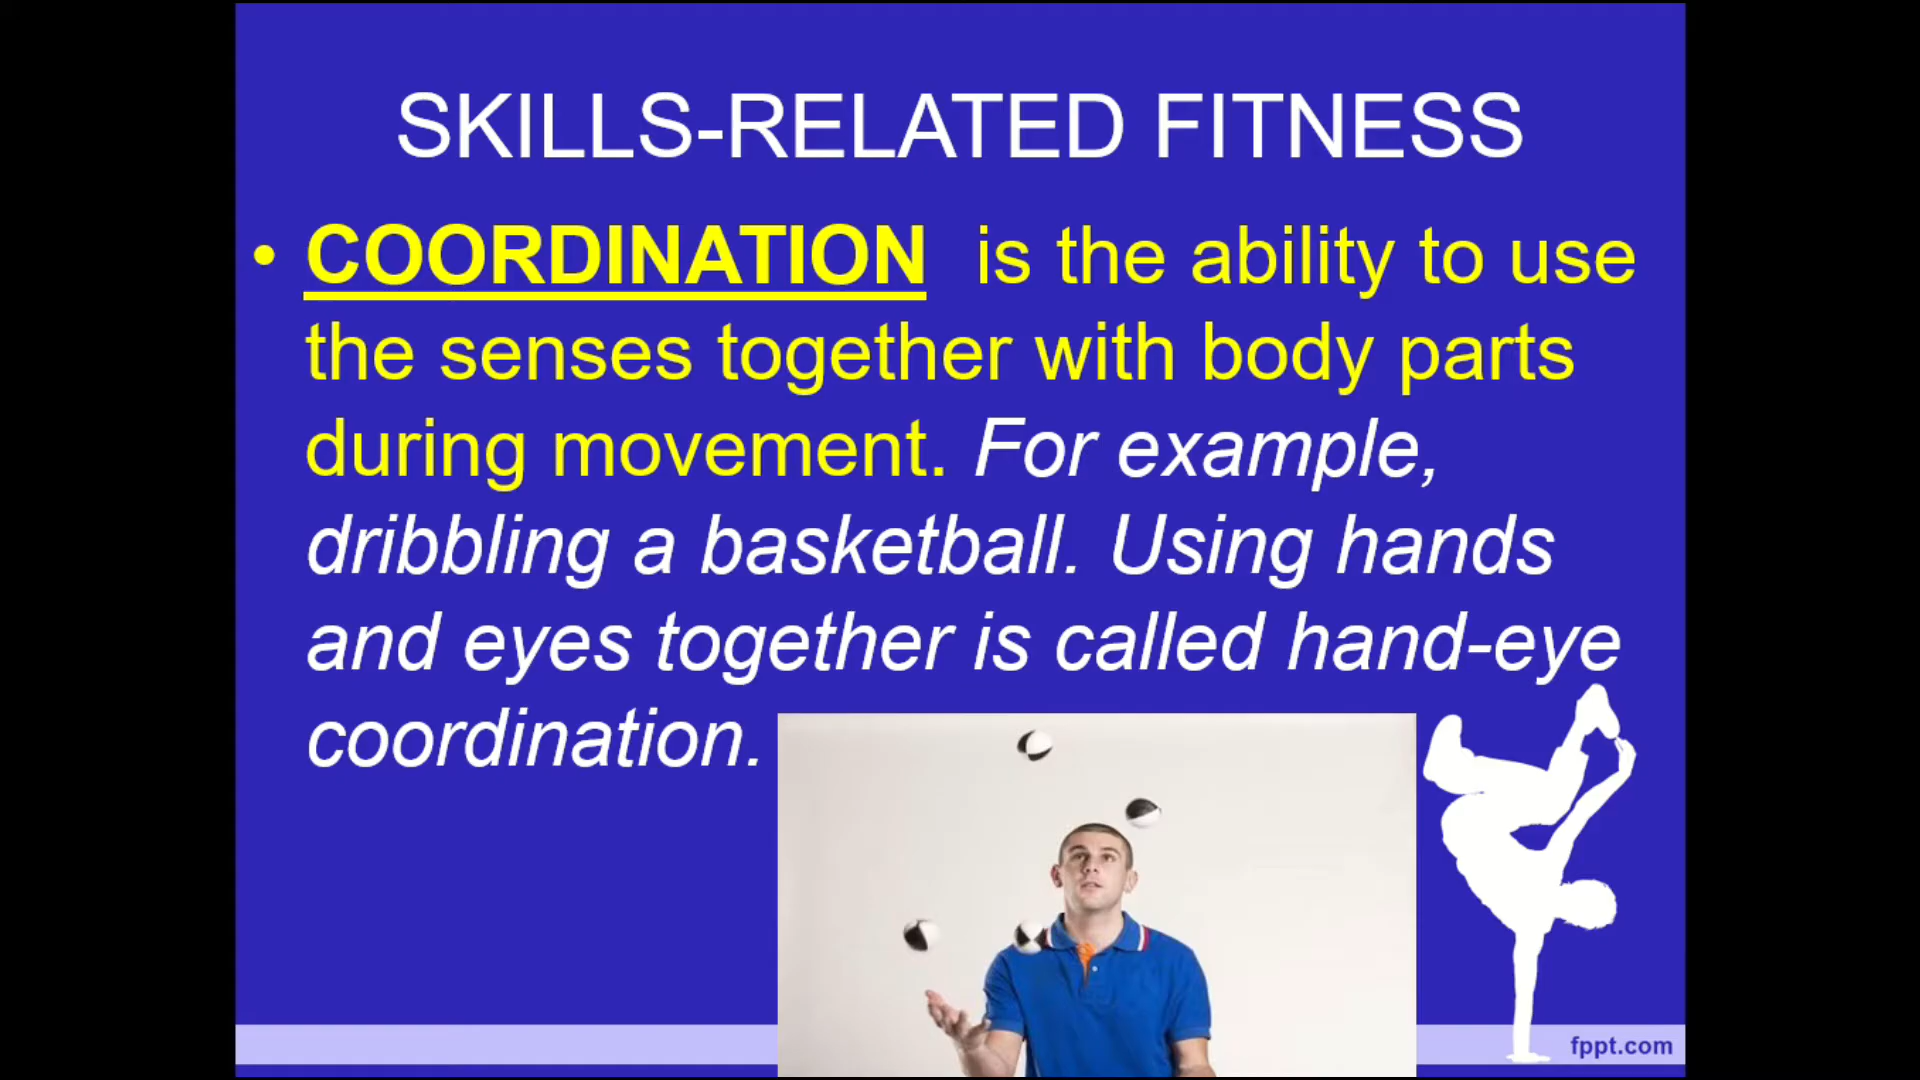 SKILLS-RELATED FITNESS
• COORDINATION is the ability to use
the senses together with body parts
during movement. For example,
dribbling a basketball. Using hands
and eyes together is called hand-eye
coordination.
fppt.com